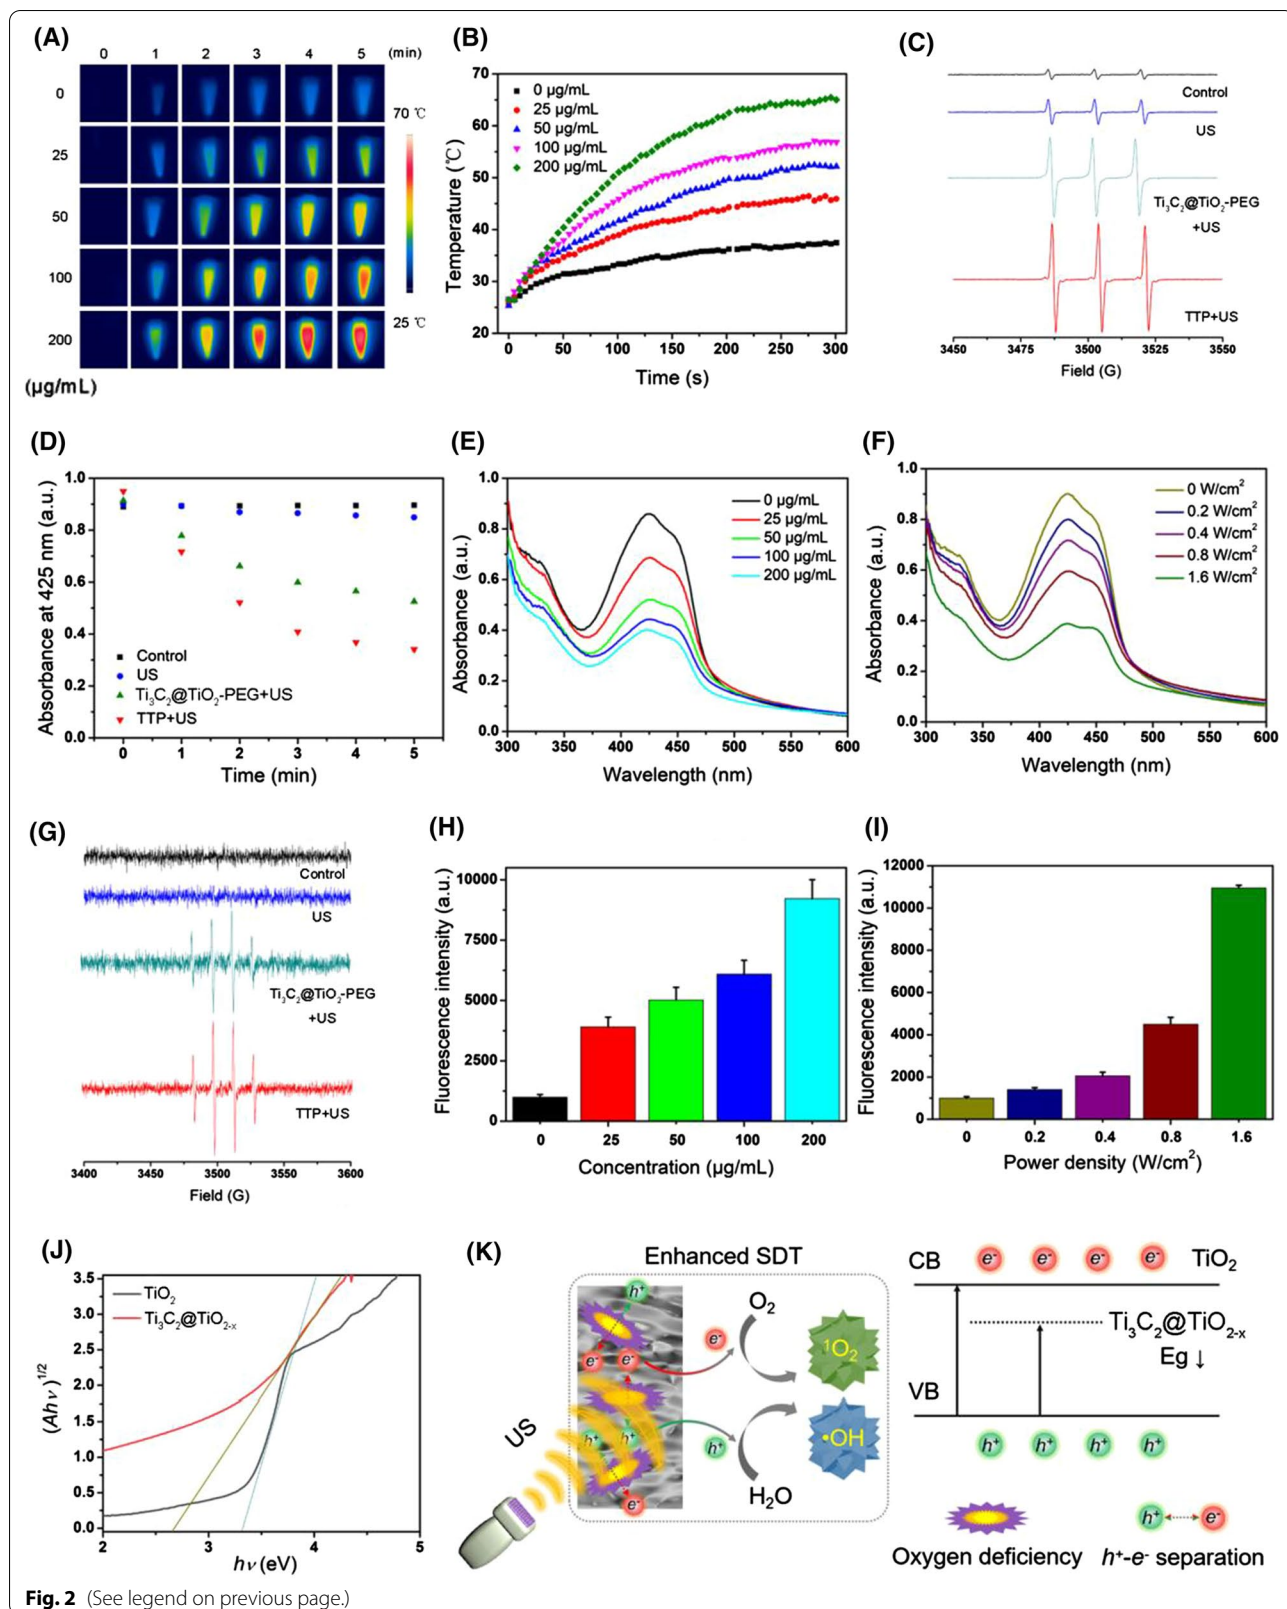 (A)
0 1 2 3 4 5 (min)
0
25
50
100
200
(μg/mL)
70 ℃
25 ℃
(B)
Temperature (℃)
70
60
50
40
30
20
0 μg/mL
25 μg/mL
50 μg/mL
100 μg/mL
200 μg/mL
0 50 100 150 200 250 300
Time (s)
(C)
Control
US
Ti₃C₂@TiO₂-PEG
+US
TTP+US
3450 3475 3500 3525 3550
Field (G)
(D)
Absorbance at 425 nm (a.u.)
1.0
0.8
0.6
0.4
0.2
0.0
Control
US
Ti₃C₂@TiO₂-PEG+US
TTP+US
0 1 2 3 4 5
Time (min)
(E)
Absorbance (a.u.)
1.0
0.8
0.6
0.4
0.2
0.0
0 μg/mL
25 μg/mL
50 μg/mL
100 μg/mL
200 μg/mL
300 350 400 450 500 550 600
Wavelength (nm)
(F)
Absorbance (a.u.)
1.0
0.8
0.6
0.4
0.2
0.0
0 W/cm²
0.2 W/cm²
0.4 W/cm²
0.8 W/cm²
1.6 W/cm²
300 350 400 450 500 550 600
Wavelength (nm)
(G)
Control
US
Ti₃C₂@TiO₂-PEG
+US
TTP+US
3400 3450 3500 3550 3600
Field (G)
(H)
Fluorescence intensity (a.u.)
10000
7500
5000
2500
0
0 25 50 100 200
Concentration (μg/mL)
(I)
Fluorescence intensity (a.u.)
12000
10000
8000
6000
4000
2000
0
0 0.2 0.4 0.8 1.6
Power density (W/cm²)
(J)
(Ahν)^1/2
3.5
3.0
2.5
2.0
1.5
1.0
0.5
0.0
TiO₂
Ti₃C₂@TiO₂₋ₓ
2 3 4 5
hν (eV)
(K)
Enhanced SDT
US
h⁺
e⁻ e⁻
h⁺ h⁺
e⁻
e⁻
h⁺
O₂
H₂O
¹O₂
•OH
CB
e⁻ e⁻ e⁻ e⁻
TiO₂
Ti₃C₂@TiO₂₋ₓ
Eg ↓
VB
h⁺ h⁺ h⁺ h⁺
h⁺ e⁻
Oxygen deficiency h⁺-e⁻ separation
Fig. 2 (See legend on previous page.)